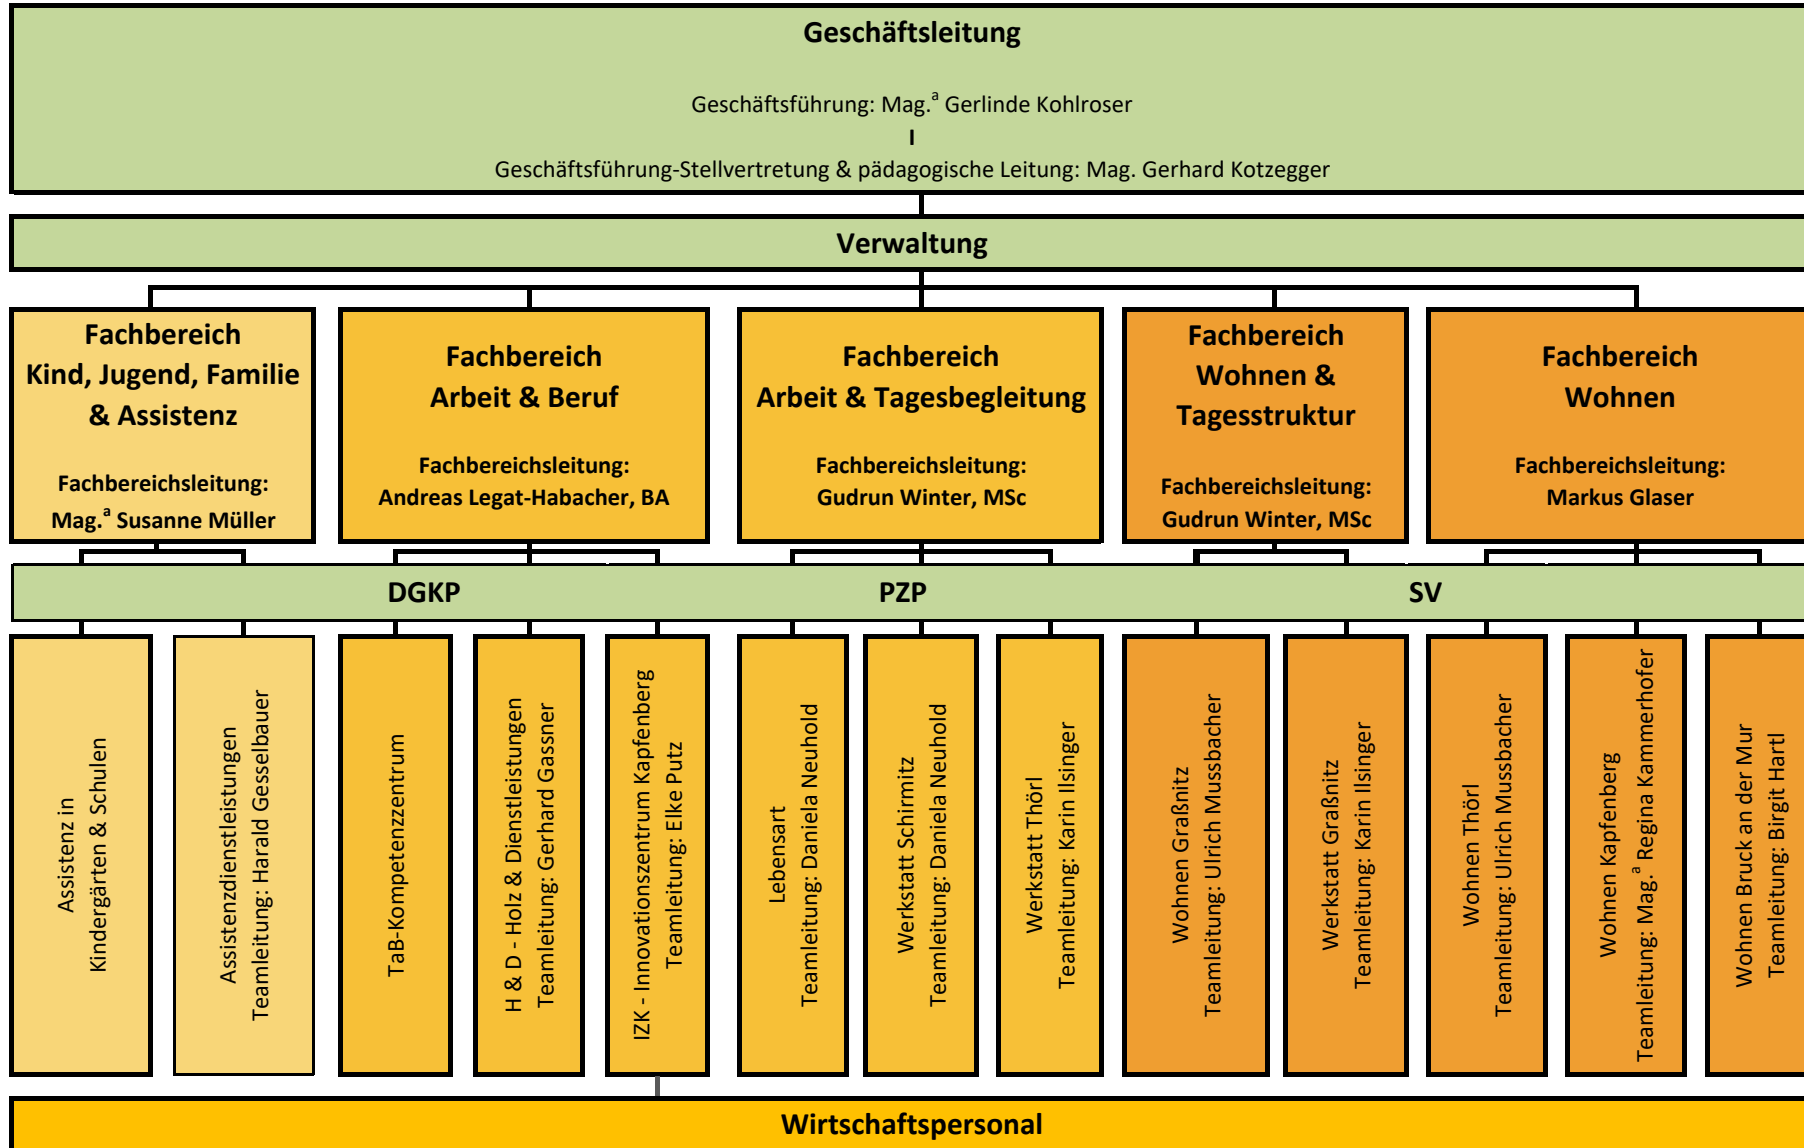 Geschäftsleitung
Geschäftsführung: Mag.ᵃ Gerlinde Kohlroser
I
Geschäftsführung-Stellvertretung & pädagogische Leitung: Mag. Gerhard Kotzegger
Verwaltung
Fachbereich
Kind, Jugend, Familie
& Assistenz
Fachbereichsleitung:
Mag.ᵃ Susanne Müller
Fachbereich
Arbeit & Beruf
Fachbereichsleitung:
Andreas Legat-Habacher, BA
Fachbereich
Arbeit & Tagesbegleitung
Fachbereichsleitung:
Gudrun Winter, MSc
Fachbereich
Wohnen &
Tagesstruktur
Fachbereichsleitung:
Gudrun Winter, MSc
Fachbereich
Wohnen
Fachbereichsleitung:
Markus Glaser
DGKP
PZP
SV
Assistenz in
Kindergärten & Schulen
Assistenzdienstleistungen
Teamleitung: Harald Gesselbauer
TaB-Kompetenzzentrum
H & D - Holz & Dienstleistungen
Teamleitung: Gerhard Gassner
IZK - Innovationszentrum Kapfenberg
Teamleitung: Elke Putz
Lebensart
Teamleitung: Daniela Neuhold
Werkstatt Schirmitz
Teamleitung: Daniela Neuhold
Werkstatt Thörl
Teamleitung: Karin Ilsinger
Wohnen Graßnitz
Teamleitung: Ulrich Mussbacher
Werkstatt Graßnitz
Teamleitung: Karin Ilsinger
Wohnen Thörl
Teamleitung: Ulrich Mussbacher
Wohnen Kapfenberg
Teamleitung: Mag.ᵃ Regina Kammerhofer
Wohnen Bruck an der Mur
Teamleitung: Birgit Hartl
Wirtschaftspersonal